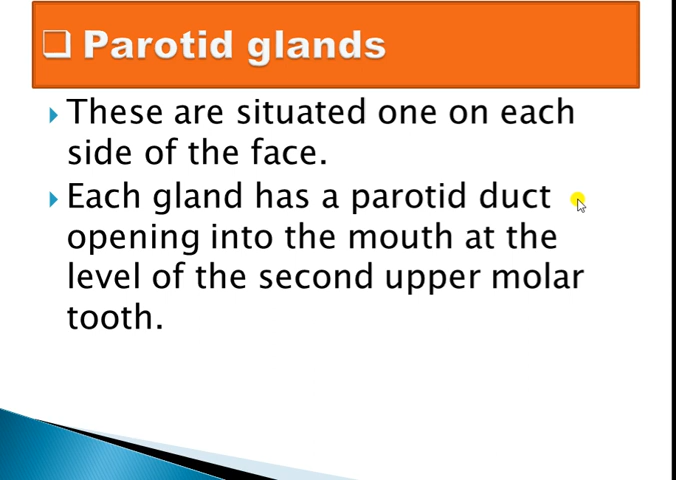 ❑ Parotid glands
These are situated one on each
side of the face.
Each gland has a parotid duct
opening into the mouth at the
level of the second upper molar
tooth.